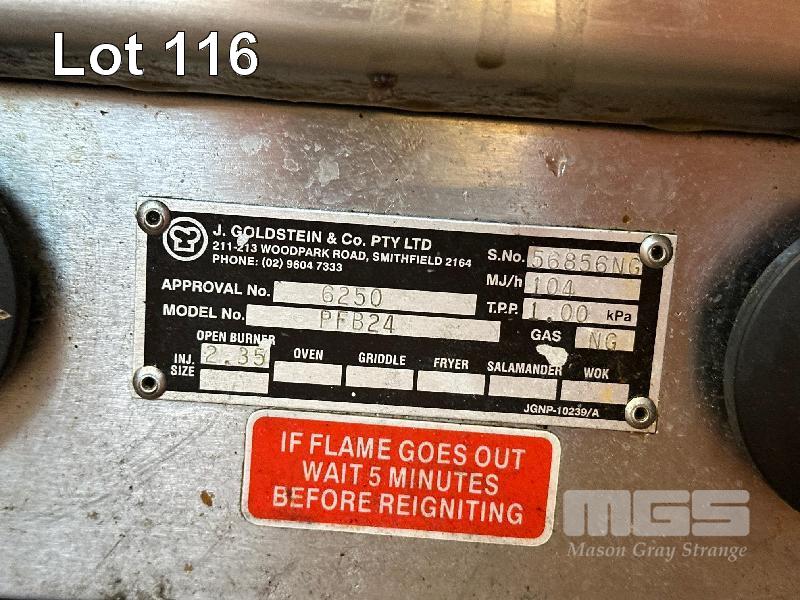 Lot 116
J. GOLDSTEIN & Co. PTY LTD
211-213 WOODPARK ROAD, SMITHFIELD 2164
PHONE: (02) 9604 7333
S.No. 56856NG
MJ/h 104
T.P.P. 1.00 kPa
GAS NG
APPROVAL No. 6250
MODEL No. PFB24
OPEN BURNER OVEN GRIDDLE FRYER SALAMANDER WOK
INJ. SIZE 2.35
JGNP-10239/A
IF FLAME GOES OUT
WAIT 5 MINUTES
BEFORE REIGNITING
MGS
Mason Gray Strange